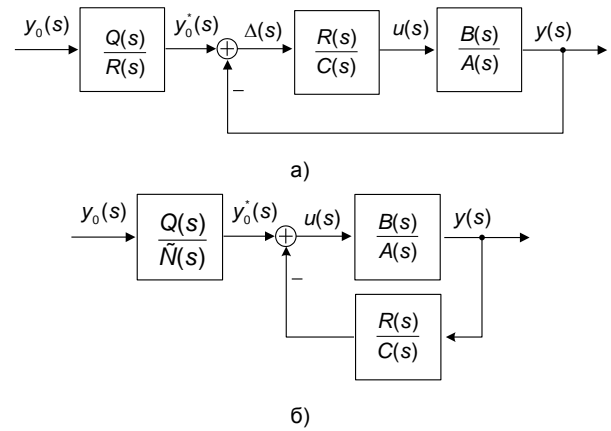 y₀(s) Q(s)/R(s) y₀*(s) Δ(s) R(s)/C(s) u(s) B(s)/A(s) y(s)
–
а)
y₀(s) Q(s)/Ñ(s) y₀*(s) u(s) B(s)/A(s) y(s)
–
R(s)/C(s)
б)